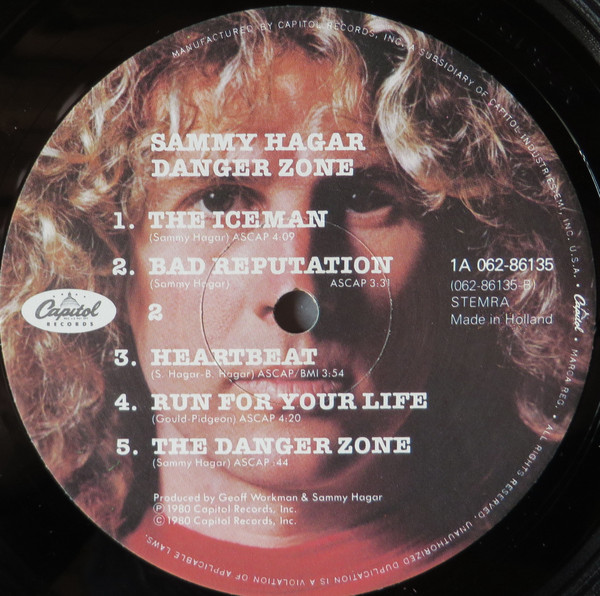 MANUFACTURED BY CAPITOL RECORDS, INC., A SUBSIDIARY OF CAPITOL INDUSTRIES-EMI, INC. U.S.A. • Capitol • MARCA REG. • ALL RIGHTS RESERVED. UNAUTHORIZED DUPLICATION IS A VIOLATION OF APPLICABLE LAWS.
SAMMY HAGAR
DANGER ZONE
1. THE ICEMAN
(Sammy Hagar) ASCAP 4:09
2. BAD REPUTATION
(Sammy Hagar) ASCAP 3:31
1A 062-86135
(062-86135-B)
STEMRA
Made in Holland
Capitol
RECORDS
2
3. HEARTBEAT
(S. Hagar-B. Hagar) ASCAP/BMI 3:54
4. RUN FOR YOUR LIFE
(Gould-Pidgeon) ASCAP 4:20
5. THE DANGER ZONE
(Sammy Hagar) ASCAP :44
Produced by Geoff Workman & Sammy Hagar
℗ 1980 Capitol Records, Inc.
© 1980 Capitol Records, Inc.